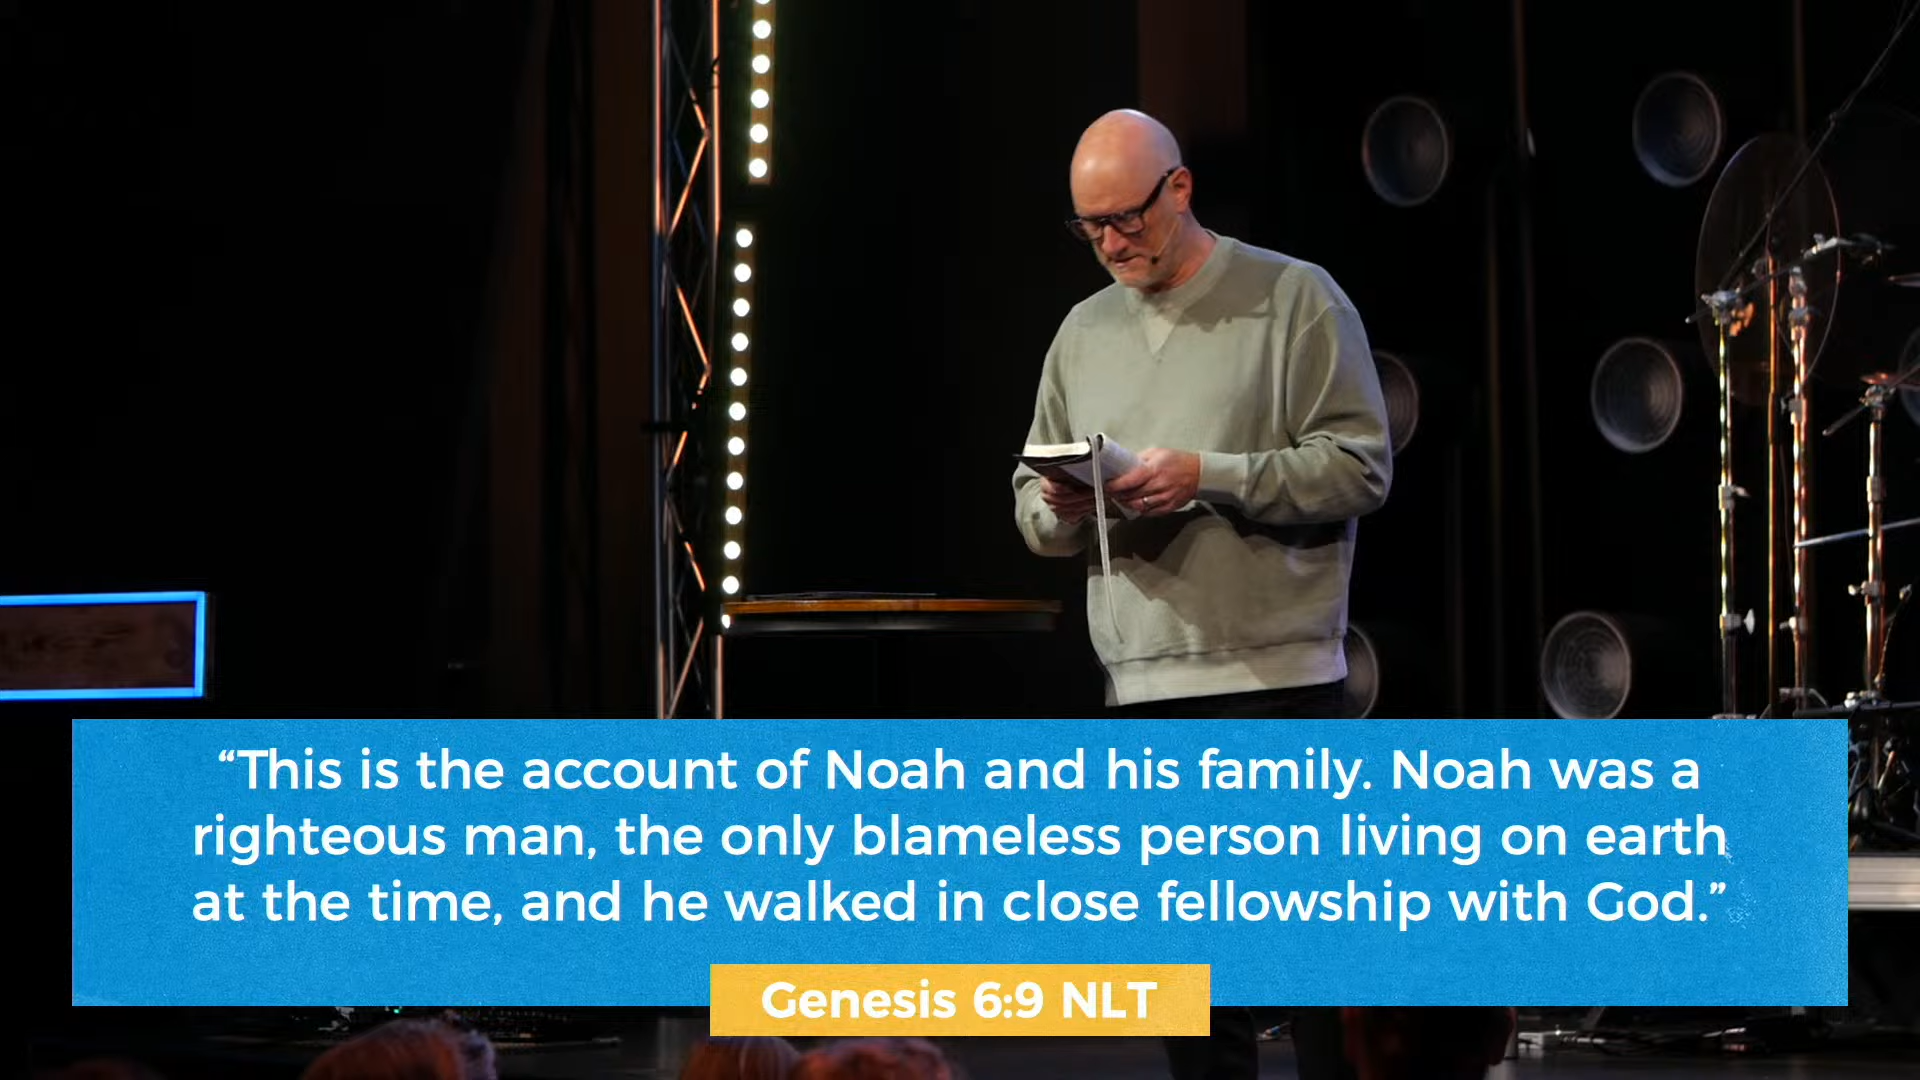 “This is the account of Noah and his family. Noah was a
righteous man, the only blameless person living on earth
at the time, and he walked in close fellowship with God.”
Genesis 6:9 NLT